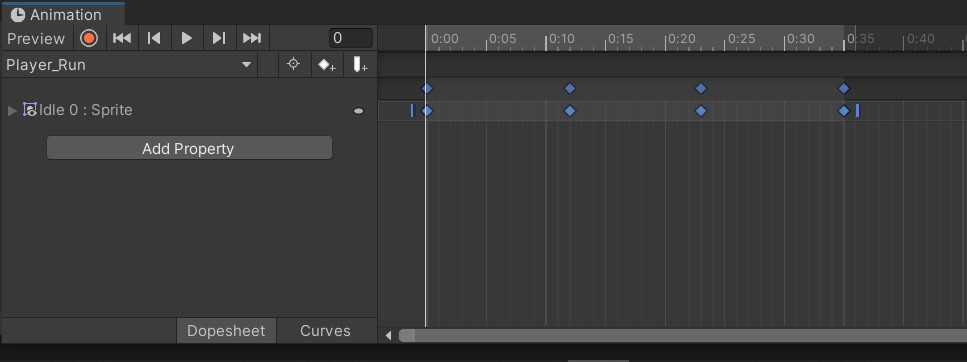 Animation
Preview 0 0:00 0:05 0:10 0:15 0:20 0:25 0:30 0:35 0:40
Player_Run
Idle 0 : Sprite
Add Property
Dopesheet Curves